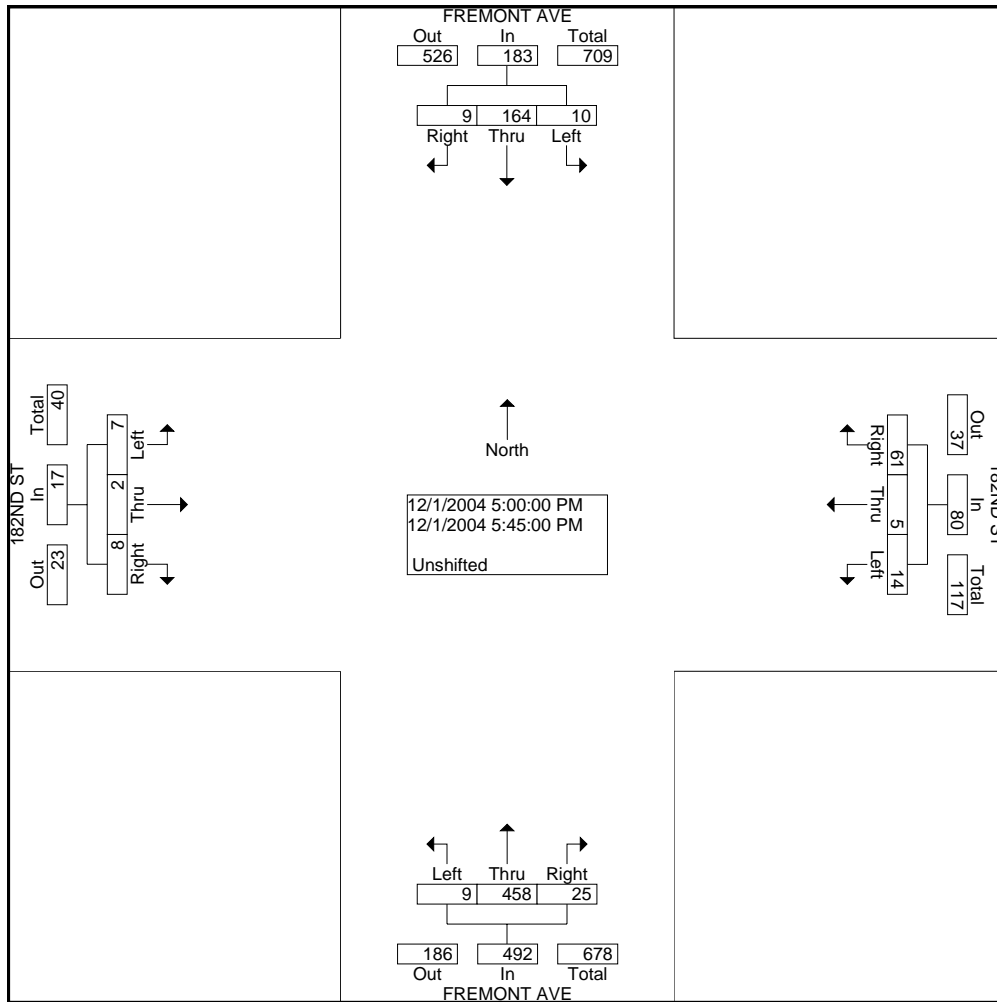 FREMONT AVE
Out In Total
526 183 709
9 164 10
Right Thru Left
182ND ST
Total In Out
40 17 23
7 2 8
Left Thru Right
North
12/1/2004 5:00:00 PM
12/1/2004 5:45:00 PM
Unshifted
Right Thru Left
61 5 14
37 80 117
Out In Total
182ND ST
Left Thru Right
9 458 25
186 492 678
Out In Total
FREMONT AVE